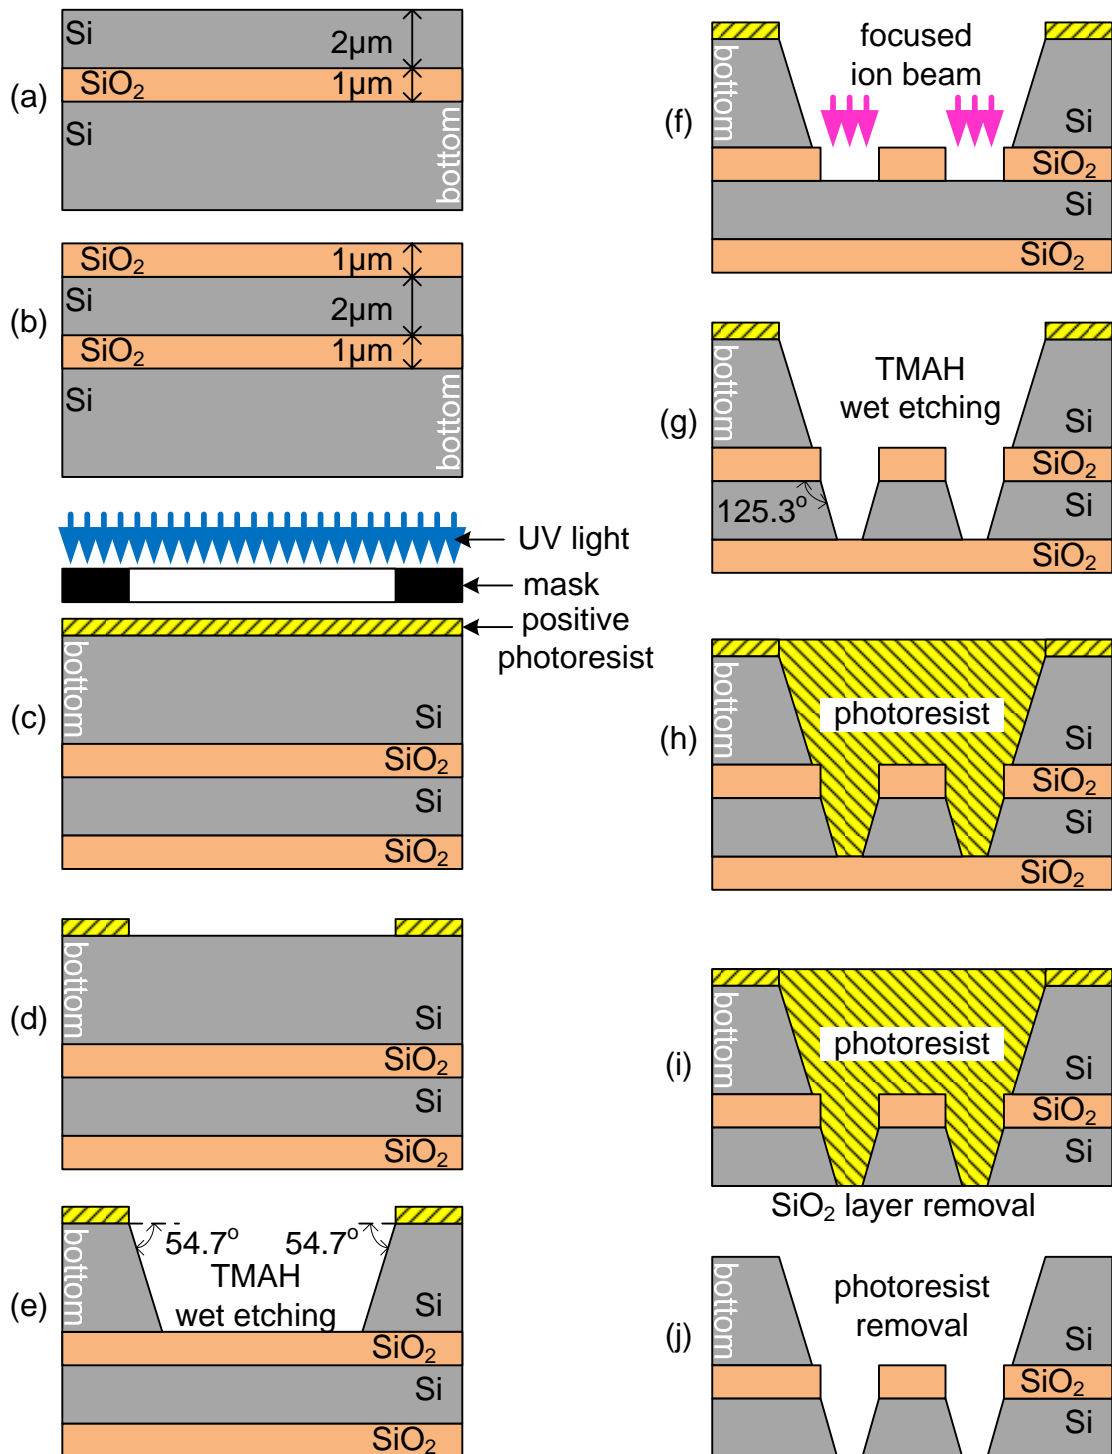 (a)
Si
2µm
SiO₂
1µm
Si
bottom
(b)
SiO₂
1µm
Si
2µm
SiO₂
1µm
Si
bottom
UV light
mask
positive
photoresist
(c)
bottom
Si
SiO₂
Si
SiO₂
(d)
bottom
Si
SiO₂
Si
SiO₂
(e)
bottom
54.7°
54.7°
TMAH
wet etching
Si
SiO₂
Si
SiO₂
(f)
bottom
focused
ion beam
Si
SiO₂
Si
SiO₂
(g)
bottom
TMAH
wet etching
Si
SiO₂
125.3°
Si
SiO₂
(h)
bottom
photoresist
Si
SiO₂
Si
SiO₂
(i)
bottom
photoresist
Si
SiO₂
Si
SiO₂ layer removal
(j)
bottom
photoresist
removal
Si
SiO₂
Si